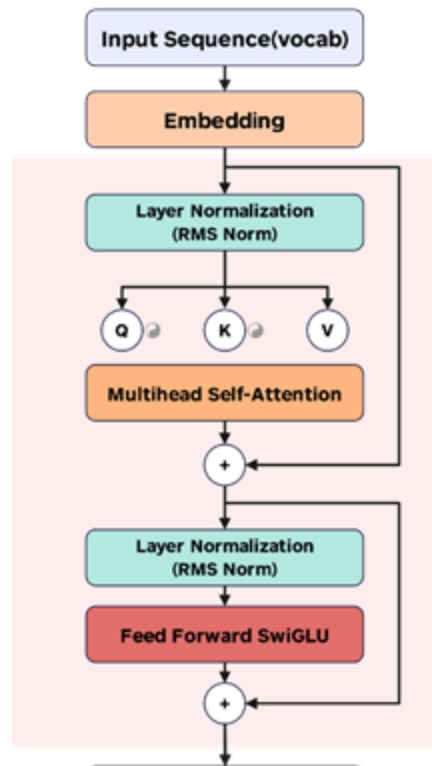 Input Sequence(vocab)
Embedding
Layer Normalization
(RMS Norm)
Q K V
Multihead Self-Attention
+
Layer Normalization
(RMS Norm)
Feed Forward SwiGLU
+